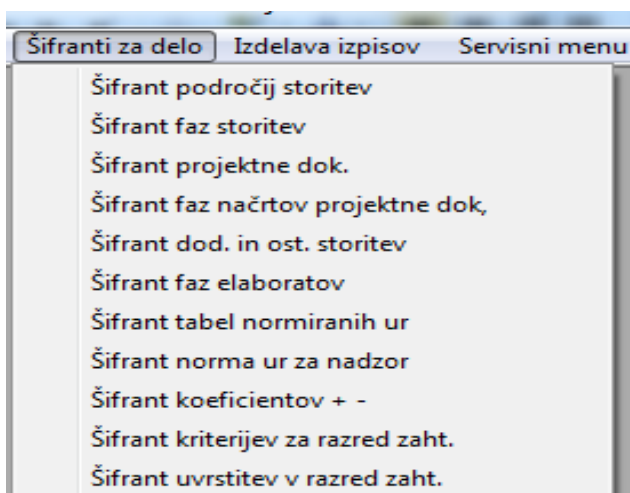 Šifranti za delo Izdelava izpisov Servisni menu
Šifrant področij storitev
Šifrant faz storitev
Šifrant projektne dok.
Šifrant faz načrtov projektne dok,
Šifrant dod. in ost. storitev
Šifrant faz elaboratov
Šifrant tabel normiranih ur
Šifrant norma ur za nadzor
Šifrant koeficientov + -
Šifrant kriterijev za razred zaht.
Šifrant uvrstitev v razred zaht.